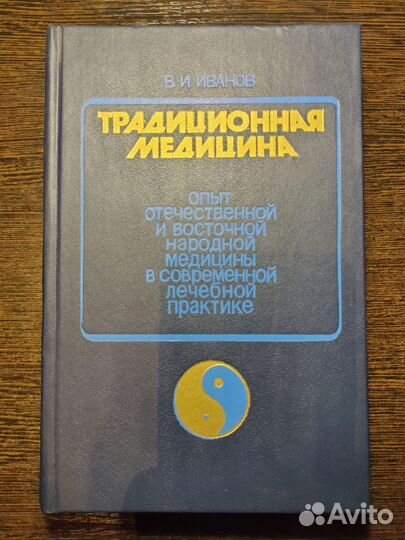 В. И. ИВАНОВ
ТРАДИЦИОННАЯ
МЕДИЦИНА
опыт
отечественной
и восточной
народной
медицины
в современной
лечебной
практике
Avito